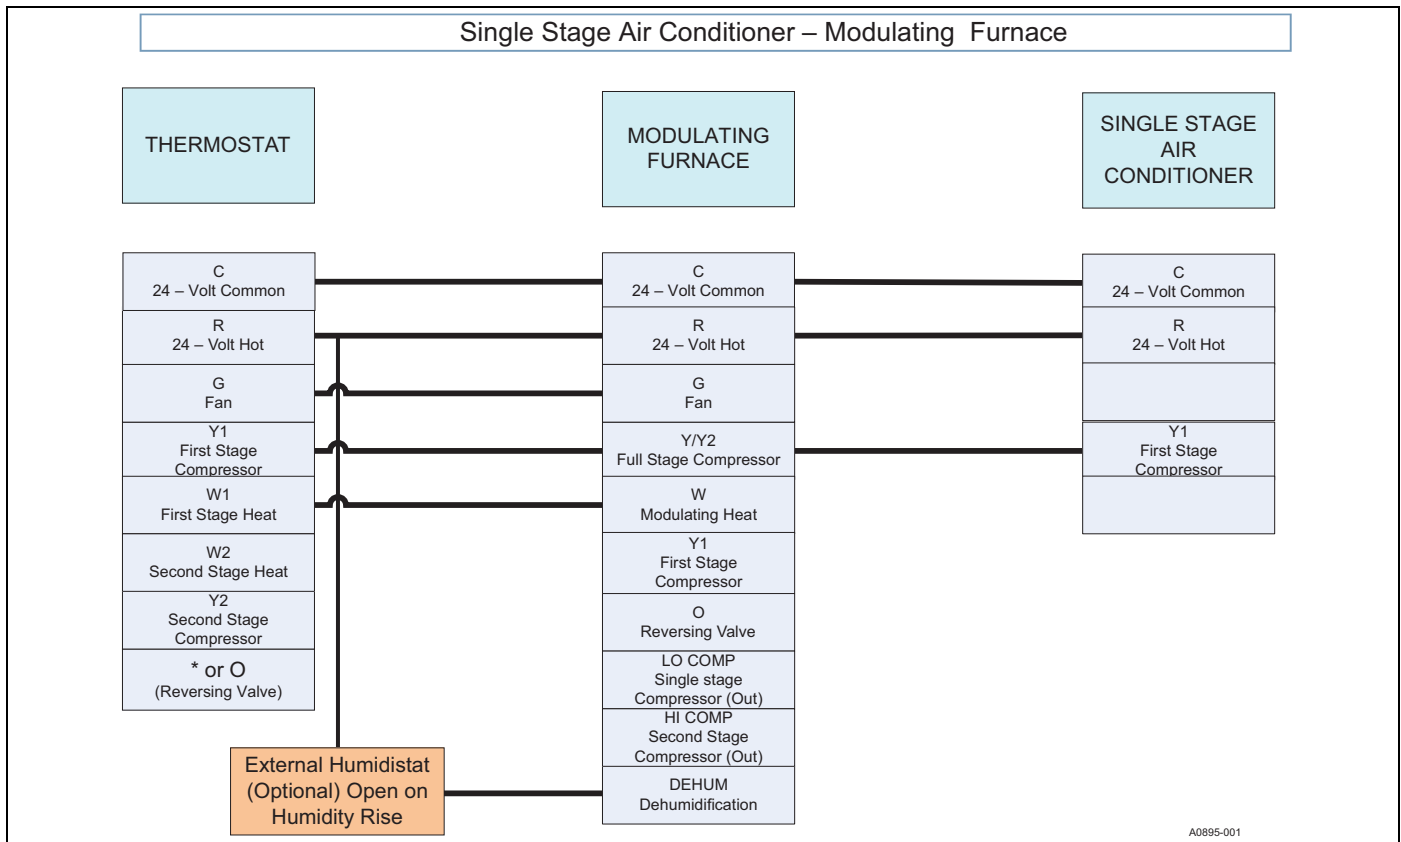 Single Stage Air Conditioner – Modulating Furnace
THERMOSTAT
MODULATING
FURNACE
SINGLE STAGE
AIR
CONDITIONER
C
24 – Volt Common
R
24 – Volt Hot
G
Fan
Y1
First Stage
Compressor
W1
First Stage Heat
W2
Second Stage Heat
Y2
Second Stage
Compressor
* or O
(Reversing Valve)
C
24 – Volt Common
R
24 – Volt Hot
G
Fan
Y/Y2
Full Stage Compressor
W
Modulating Heat
Y1
First Stage
Compressor
O
Reversing Valve
LO COMP
Single stage
Compressor (Out)
HI COMP
Second Stage
Compressor (Out)
DEHUM
Dehumidification
C
24 – Volt Common
R
24 – Volt Hot
Y1
First Stage
Compressor
External Humidistat
(Optional) Open on
Humidity Rise
A0895-001